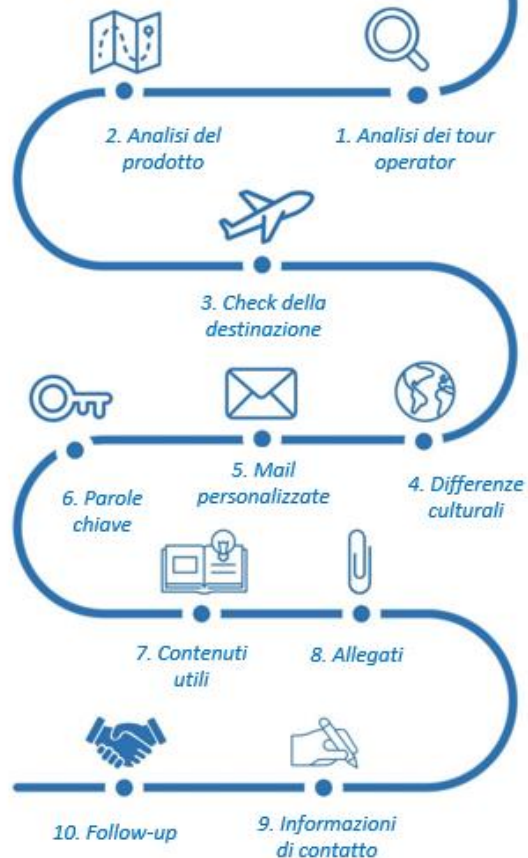 1. Analisi dei tour
operator
2. Analisi del
prodotto
3. Check della
destinazione
4. Differenze
culturali
5. Mail
personalizzate
6. Parole
chiave
7. Contenuti
utili
8. Allegati
9. Informazioni
di contatto
10. Follow-up